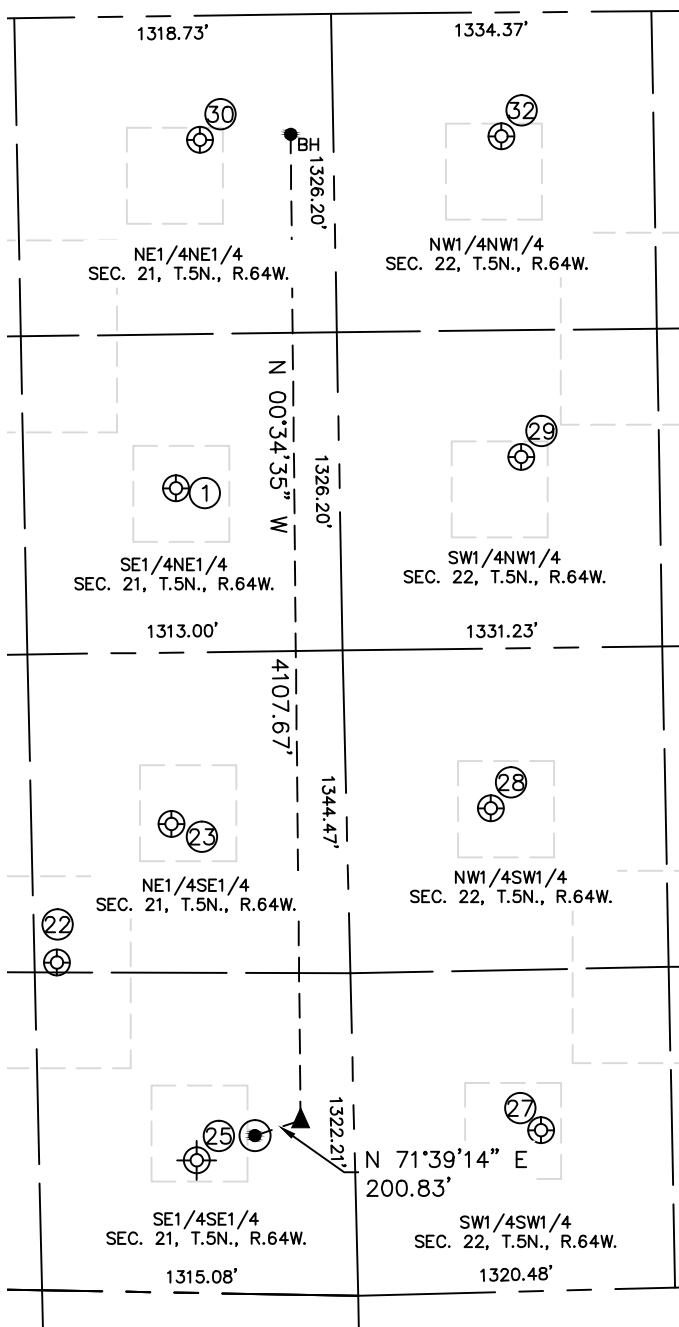 1318.73'
1334.37'
30
32
BH
1326.20'
NE1/4NE1/4
SEC. 21, T.5N., R.64W.
NW1/4NW1/4
SEC. 22, T.5N., R.64W.
N 00°34'35" W
29
1
1326.20'
SE1/4NE1/4
SEC. 21, T.5N., R.64W.
SW1/4NW1/4
SEC. 22, T.5N., R.64W.
1313.00'
1331.23'
4107.67'
28
1344.47'
23
NE1/4SE1/4
SEC. 21, T.5N., R.64W.
NW1/4SW1/4
SEC. 22, T.5N., R.64W.
22
27
25
1322.21'
N 71°39'14" E
200.83'
SE1/4SE1/4
SEC. 21, T.5N., R.64W.
SW1/4SW1/4
SEC. 22, T.5N., R.64W.
1315.08'
1320.48'